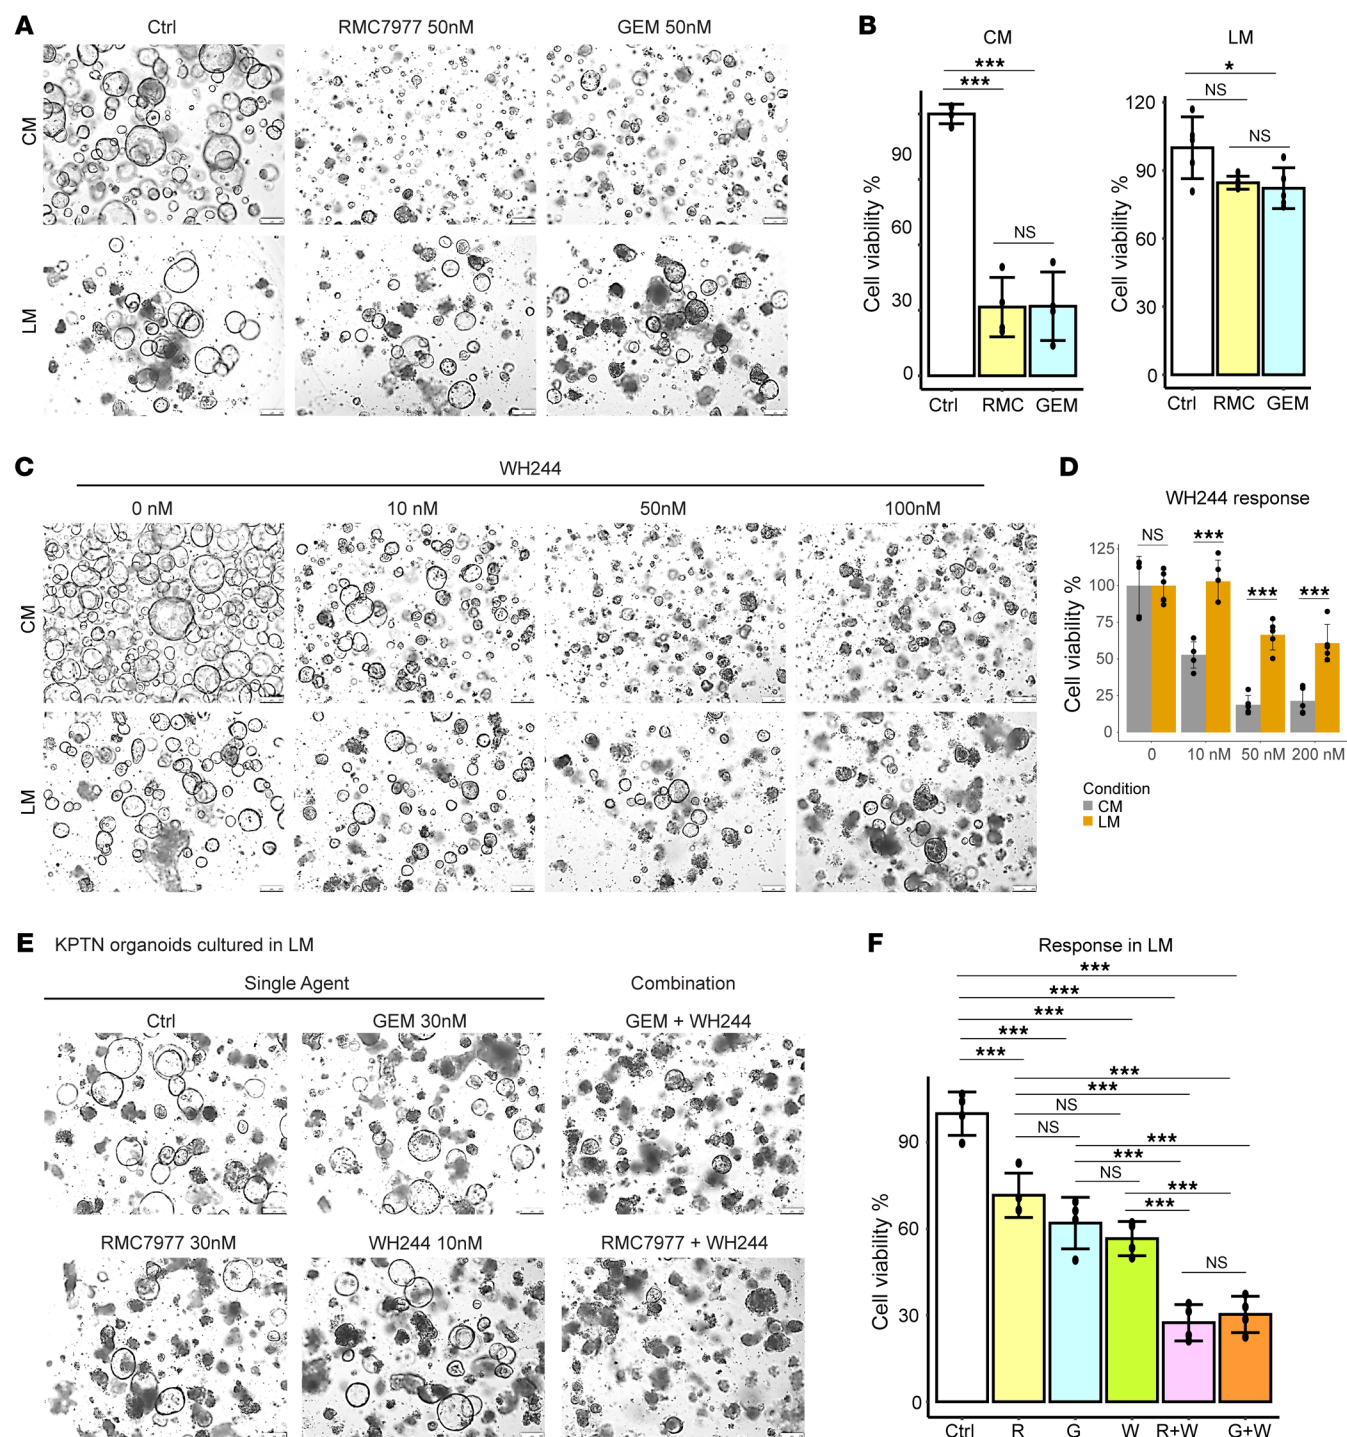 A
Ctrl
RMC7977 50nM
GEM 50nM
CM
LM
B
CM
***
***
Cell viability %
90
60
30
0
NS
Ctrl
RMC
GEM
LM
*
NS
NS
Cell viability %
120
90
60
30
0
Ctrl
RMC
GEM
C
WH244
0 nM
10 nM
50nM
100nM
CM
LM
D
WH244 response
NS
***
***
***
Cell viability %
125
100
75
50
25
0
0
10 nM
50 nM
200 nM
Condition
CM
LM
E
KPTN organoids cultured in LM
Single Agent
Combination
Ctrl
GEM 30nM
GEM + WH244
RMC7977 30nM
WH244 10nM
RMC7977 + WH244
F
Response in LM
***
***
***
***
***
***
***
NS
NS
***
***
NS
***
***
NS
Cell viability %
90
60
30
0
Ctrl
R
G
W
R+W
G+W